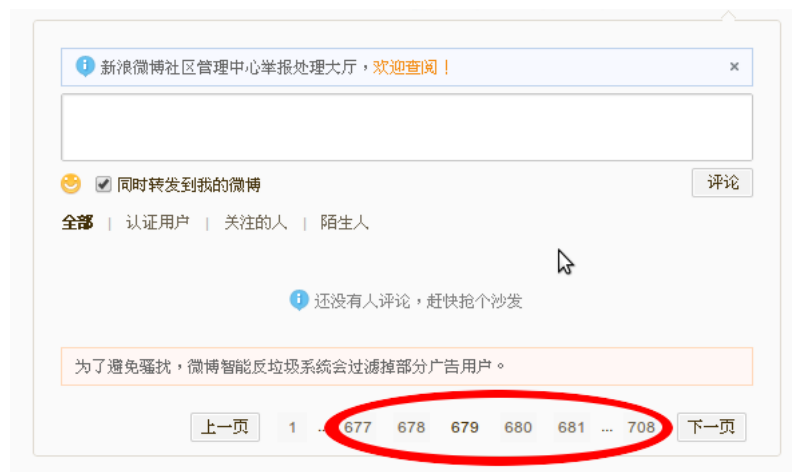 新浪微博社区管理中心举报处理大厅，欢迎查阅！ ×
同时转发到我的微博 评论
全部 | 认证用户 | 关注的人 | 陌生人
还没有人评论，赶快抢个沙发
为了避免骚扰，微博智能反垃圾系统会过滤掉部分广告用户。
上一页 1 ... 677 678 679 680 681 ... 708 下一页